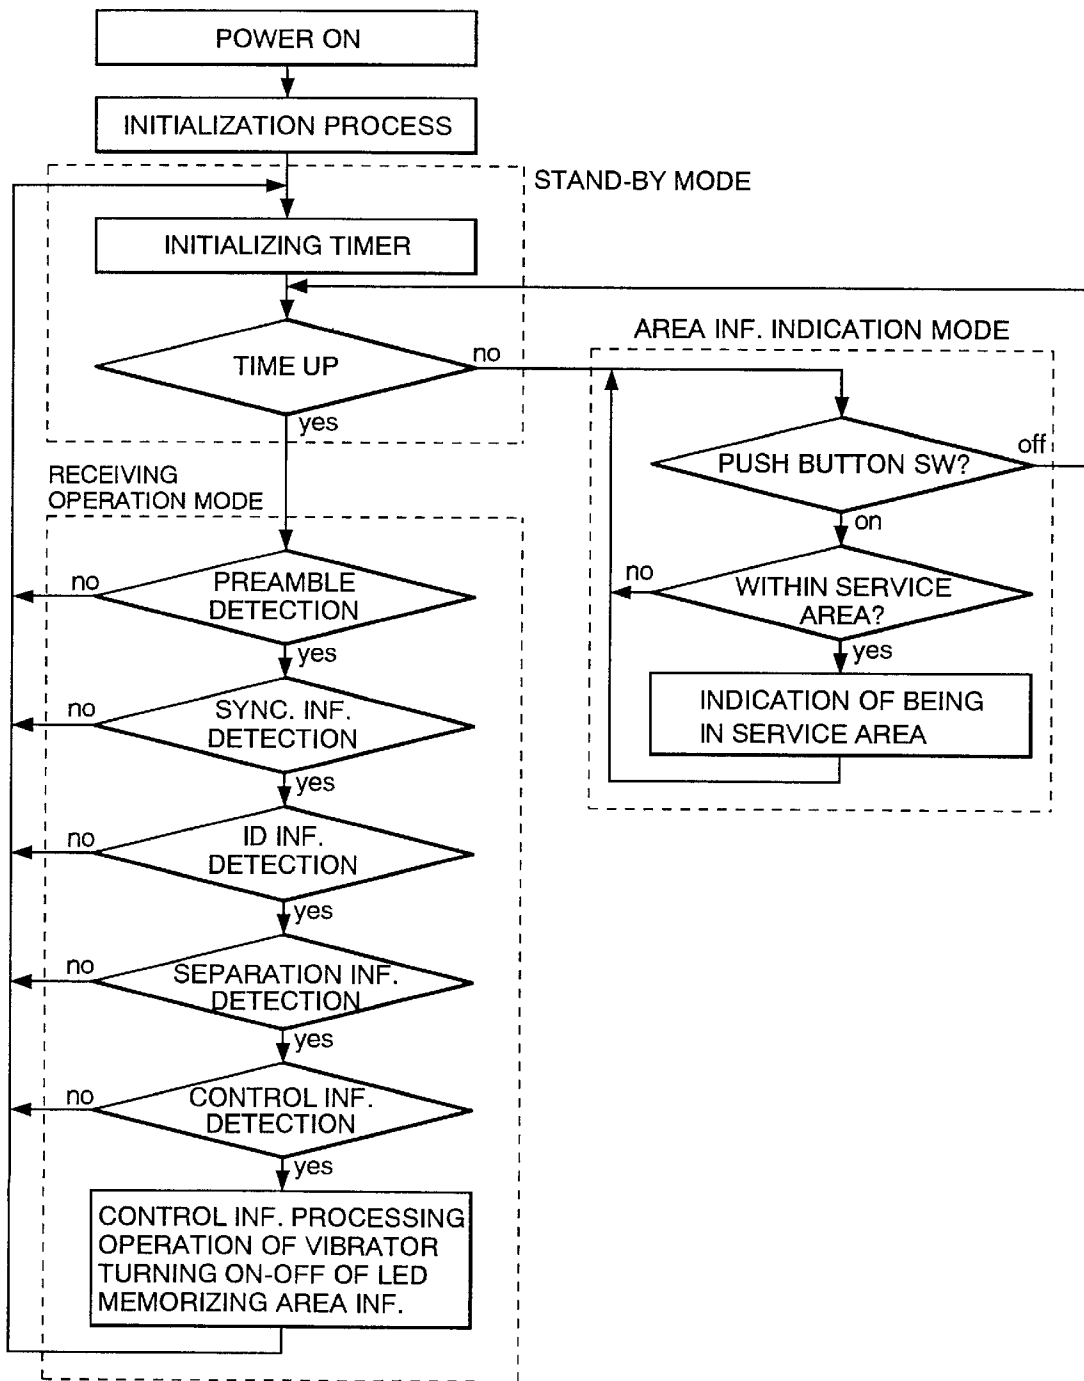 POWER ON
INITIALIZATION PROCESS
STAND-BY MODE
INITIALIZING TIMER
AREA INF. INDICATION MODE
TIME UP
no
yes
PUSH BUTTON SW?
off
on
WITHIN SERVICE
AREA?
no
yes
INDICATION OF BEING
IN SERVICE AREA
RECEIVING
OPERATION MODE
PREAMBLE
DETECTION
no
yes
SYNC. INF.
DETECTION
no
yes
ID INF.
DETECTION
no
yes
SEPARATION INF.
DETECTION
no
yes
CONTROL INF.
DETECTION
no
yes
CONTROL INF. PROCESSING
OPERATION OF VIBRATOR
TURNING ON-OFF OF LED
MEMORIZING AREA INF.